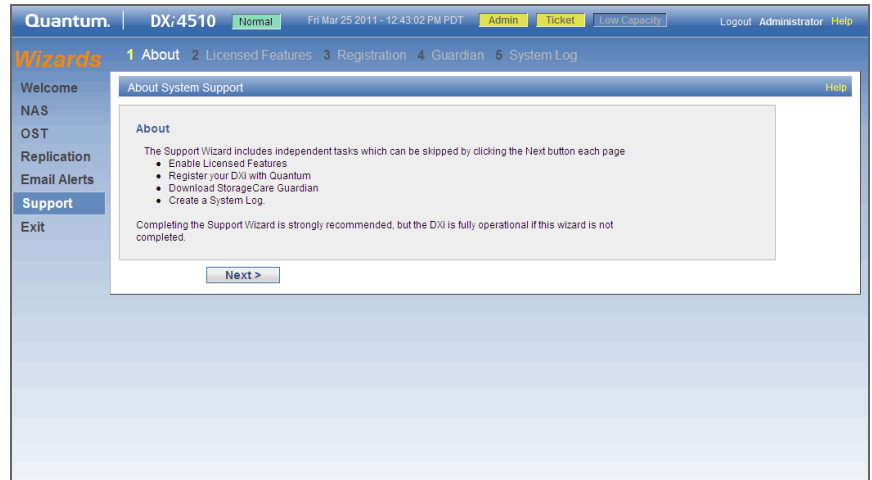 Quantum. DXi4510 Normal Fri Mar 25 2011 - 12:43:02 PM PDT Admin Ticket Low Capacity Logout Administrator Help
Wizards 1 About 2 Licensed Features 3 Registration 4 Guardian 5 System Log
Welcome
NAS
OST
Replication
Email Alerts
Support
Exit
About System Support Help
About
The Support Wizard includes independent tasks which can be skipped by clicking the Next button each page
• Enable Licensed Features
• Register your DXi with Quantum
• Download StorageCare Guardian
• Create a System Log.
Completing the Support Wizard is strongly recommended, but the DXi is fully operational if this wizard is not
completed.
Next >